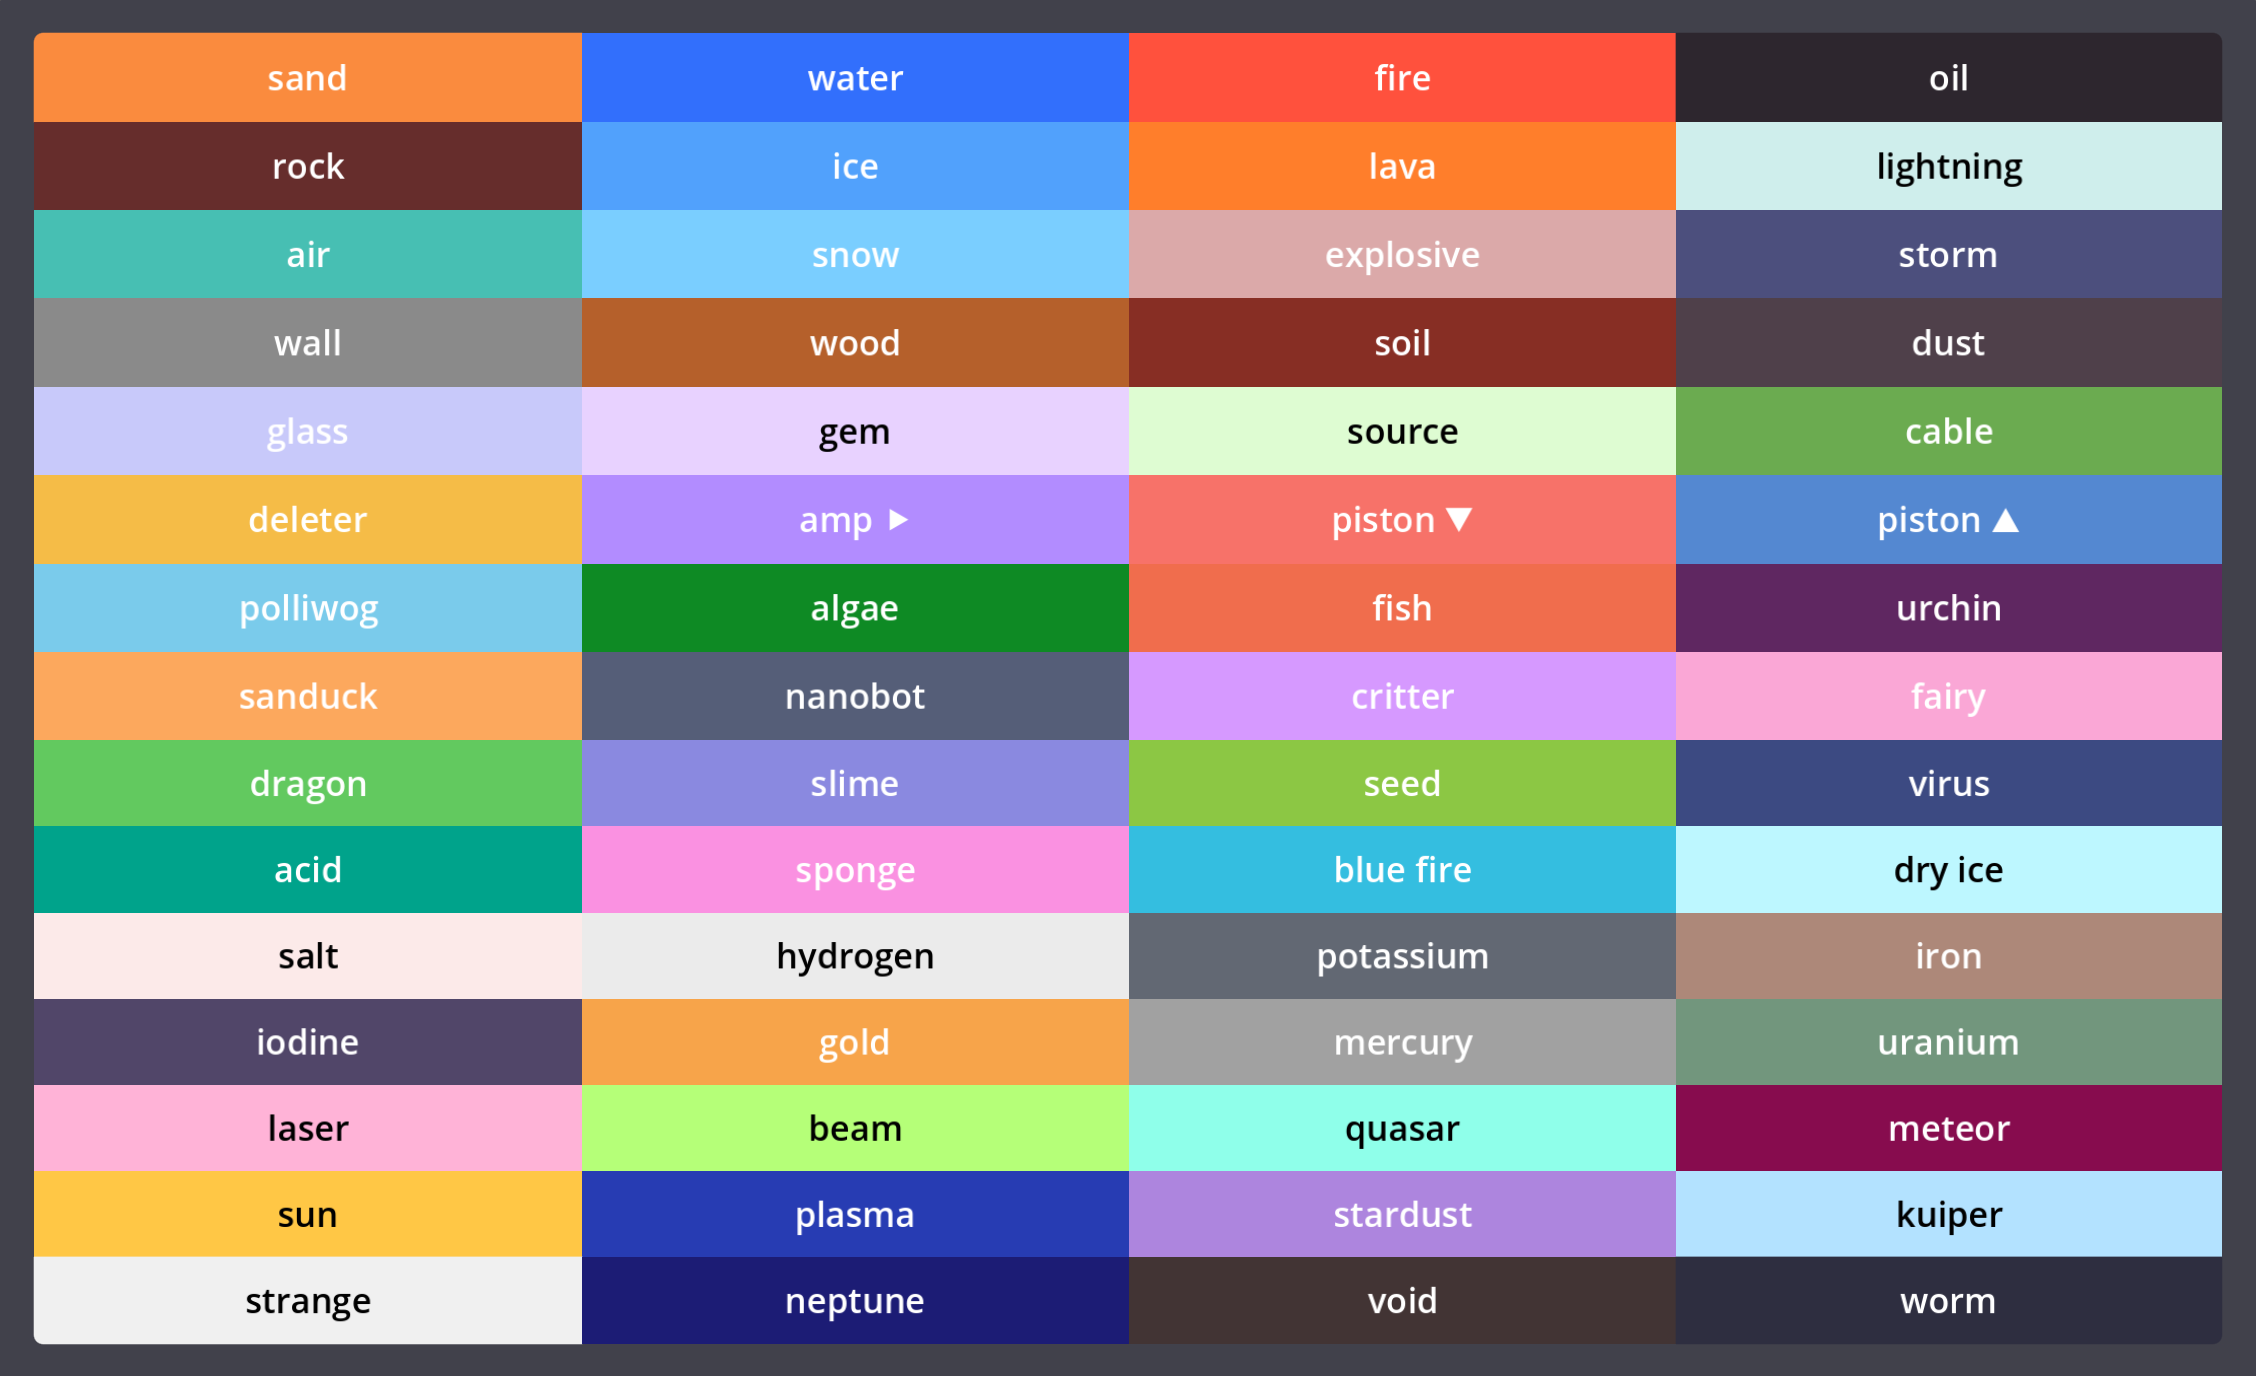 sand water fire oil
rock ice lava lightning
air snow explosive storm
wall wood soil dust
glass gem source cable
deleter amp ▶ piston ▼ piston ▲
polliwog algae fish urchin
sanduck nanobot critter fairy
dragon slime seed virus
acid sponge blue fire dry ice
salt hydrogen potassium iron
iodine gold mercury uranium
laser beam quasar meteor
sun plasma stardust kuiper
strange neptune void worm